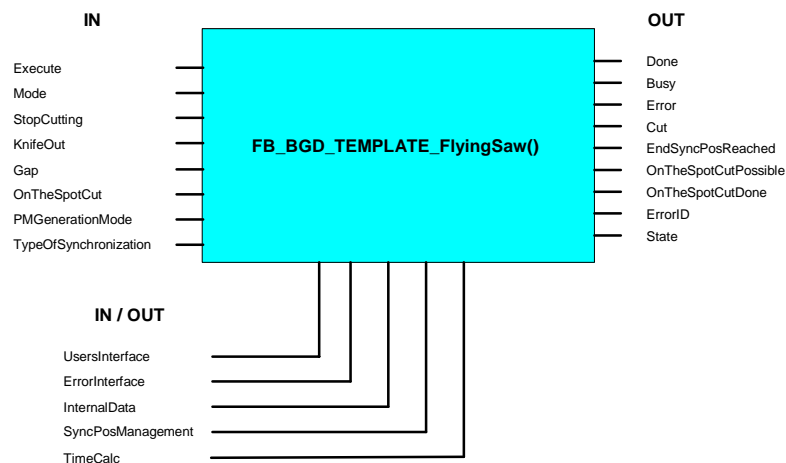 IN
OUT
Execute
Mode
StopCutting
KnifeOut
Gap
OnTheSpotCut
PMGenerationMode
TypeOfSynchronization
FB_BGD_TEMPLATE_FlyingSaw()
Done
Busy
Error
Cut
EndSyncPosReached
OnTheSpotCutPossible
OnTheSpotCutDone
ErrorID
State
IN / OUT
UsersInterface
ErrorInterface
InternalData
SyncPosManagement
TimeCalc